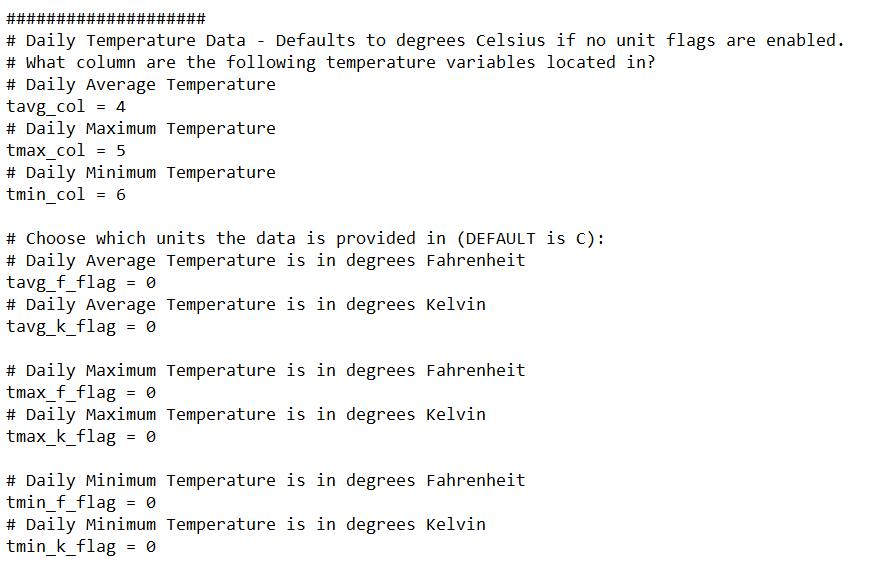 ####################
# Daily Temperature Data - Defaults to degrees Celsius if no unit flags are enabled.
# What column are the following temperature variables located in?
# Daily Average Temperature
tavg_col = 4
# Daily Maximum Temperature
tmax_col = 5
# Daily Minimum Temperature
tmin_col = 6

# Choose which units the data is provided in (DEFAULT is C):
# Daily Average Temperature is in degrees Fahrenheit
tavg_f_flag = 0
# Daily Average Temperature is in degrees Kelvin
tavg_k_flag = 0

# Daily Maximum Temperature is in degrees Fahrenheit
tmax_f_flag = 0
# Daily Maximum Temperature is in degrees Kelvin
tmax_k_flag = 0

# Daily Minimum Temperature is in degrees Fahrenheit
tmin_f_flag = 0
# Daily Minimum Temperature is in degrees Kelvin
tmin_k_flag = 0